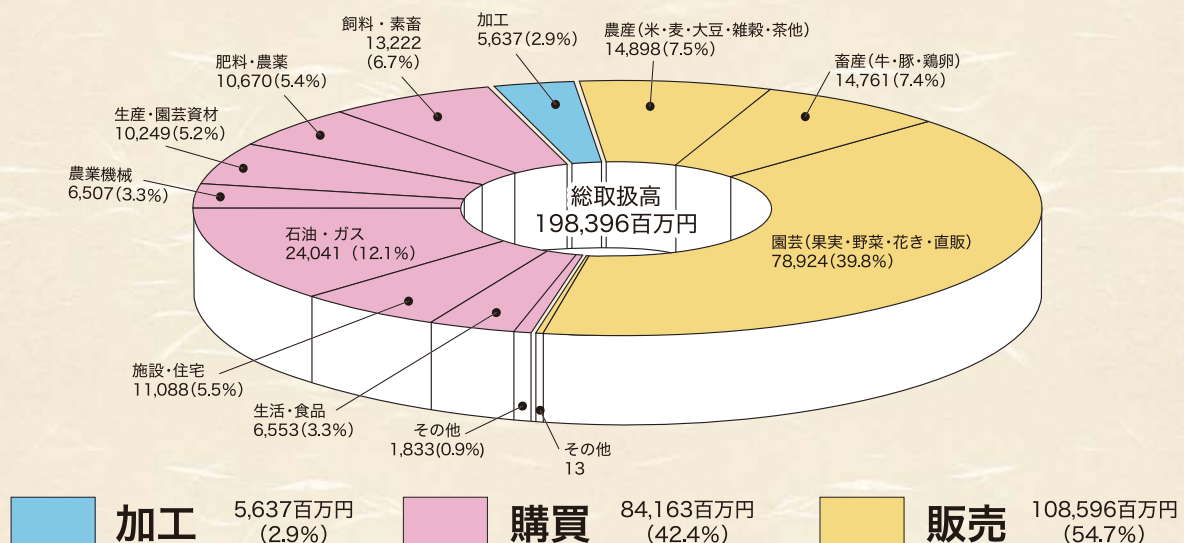 加工
5,637(2.9%)
農産(米・麦・大豆・雑穀・茶他)
14,898(7.5%)
畜産(牛・豚・鶏卵)
14,761(7.4%)
飼料・素畜
13,222
(6.7%)
肥料・農薬
10,670(5.4%)
生産・園芸資材
10,249(5.2%)
農業機械
6,507(3.3%)
総取扱高
198,396百万円
石油・ガス
24,041 (12.1%)
園芸(果実・野菜・花き・直販)
78,924(39.8%)
施設・住宅
11,088(5.5%)
生活・食品
6,553(3.3%)
その他
1,833(0.9%)
その他
13
加工
5,637百万円
(2.9%)
購買
84,163百万円
(42.4%)
販売
108,596百万円
(54.7%)